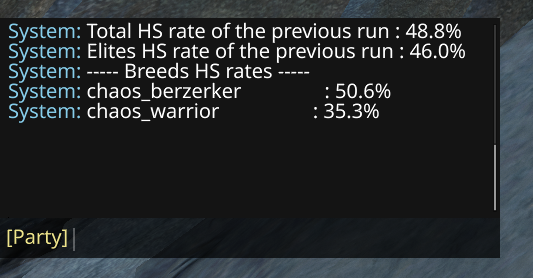 System: Total HS rate of the previous run : 48.8%
System: Elites HS rate of the previous run : 46.0%
System: ----- Breeds HS rates -----
System: chaos_berzerker : 50.6%
System: chaos_warrior : 35.3%
[Party]